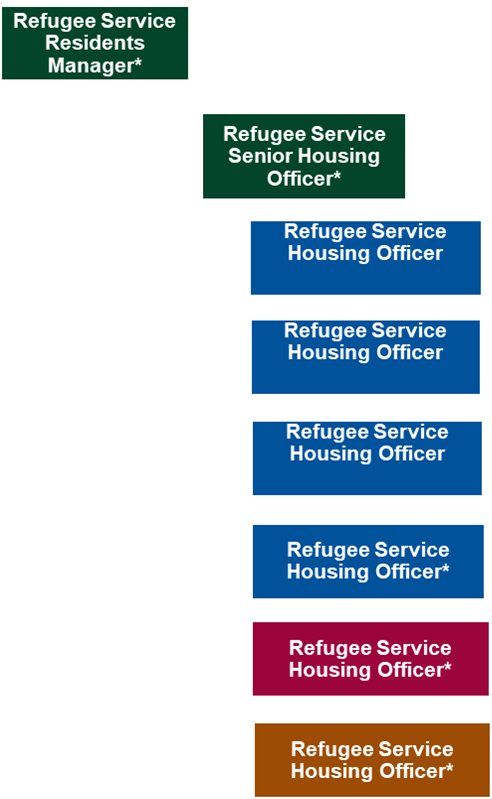 Refugee Service
Residents
Manager*
Refugee Service
Senior Housing
Officer*
Refugee Service
Housing Officer
Refugee Service
Housing Officer
Refugee Service
Housing Officer
Refugee Service
Housing Officer*
Refugee Service
Housing Officer*
Refugee Service
Housing Officer*